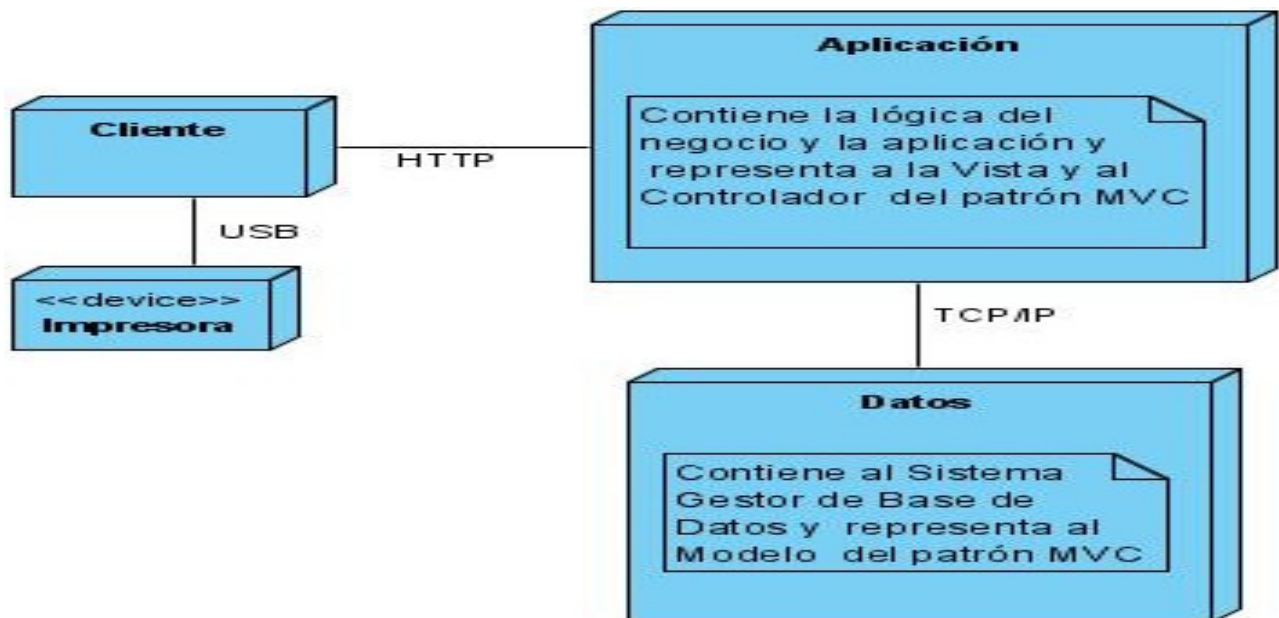 Aplicación
Contiene la lógica del
negocio y la aplicación y
representa a la Vista y al
Controlador del patrón MVC
Cliente
HTTP
USB
<<device>>
Impresora
TCP/IP
Datos
Contiene al Sistema
Gestor de Base de
Datos y representa al
Modelo del patrón MVC